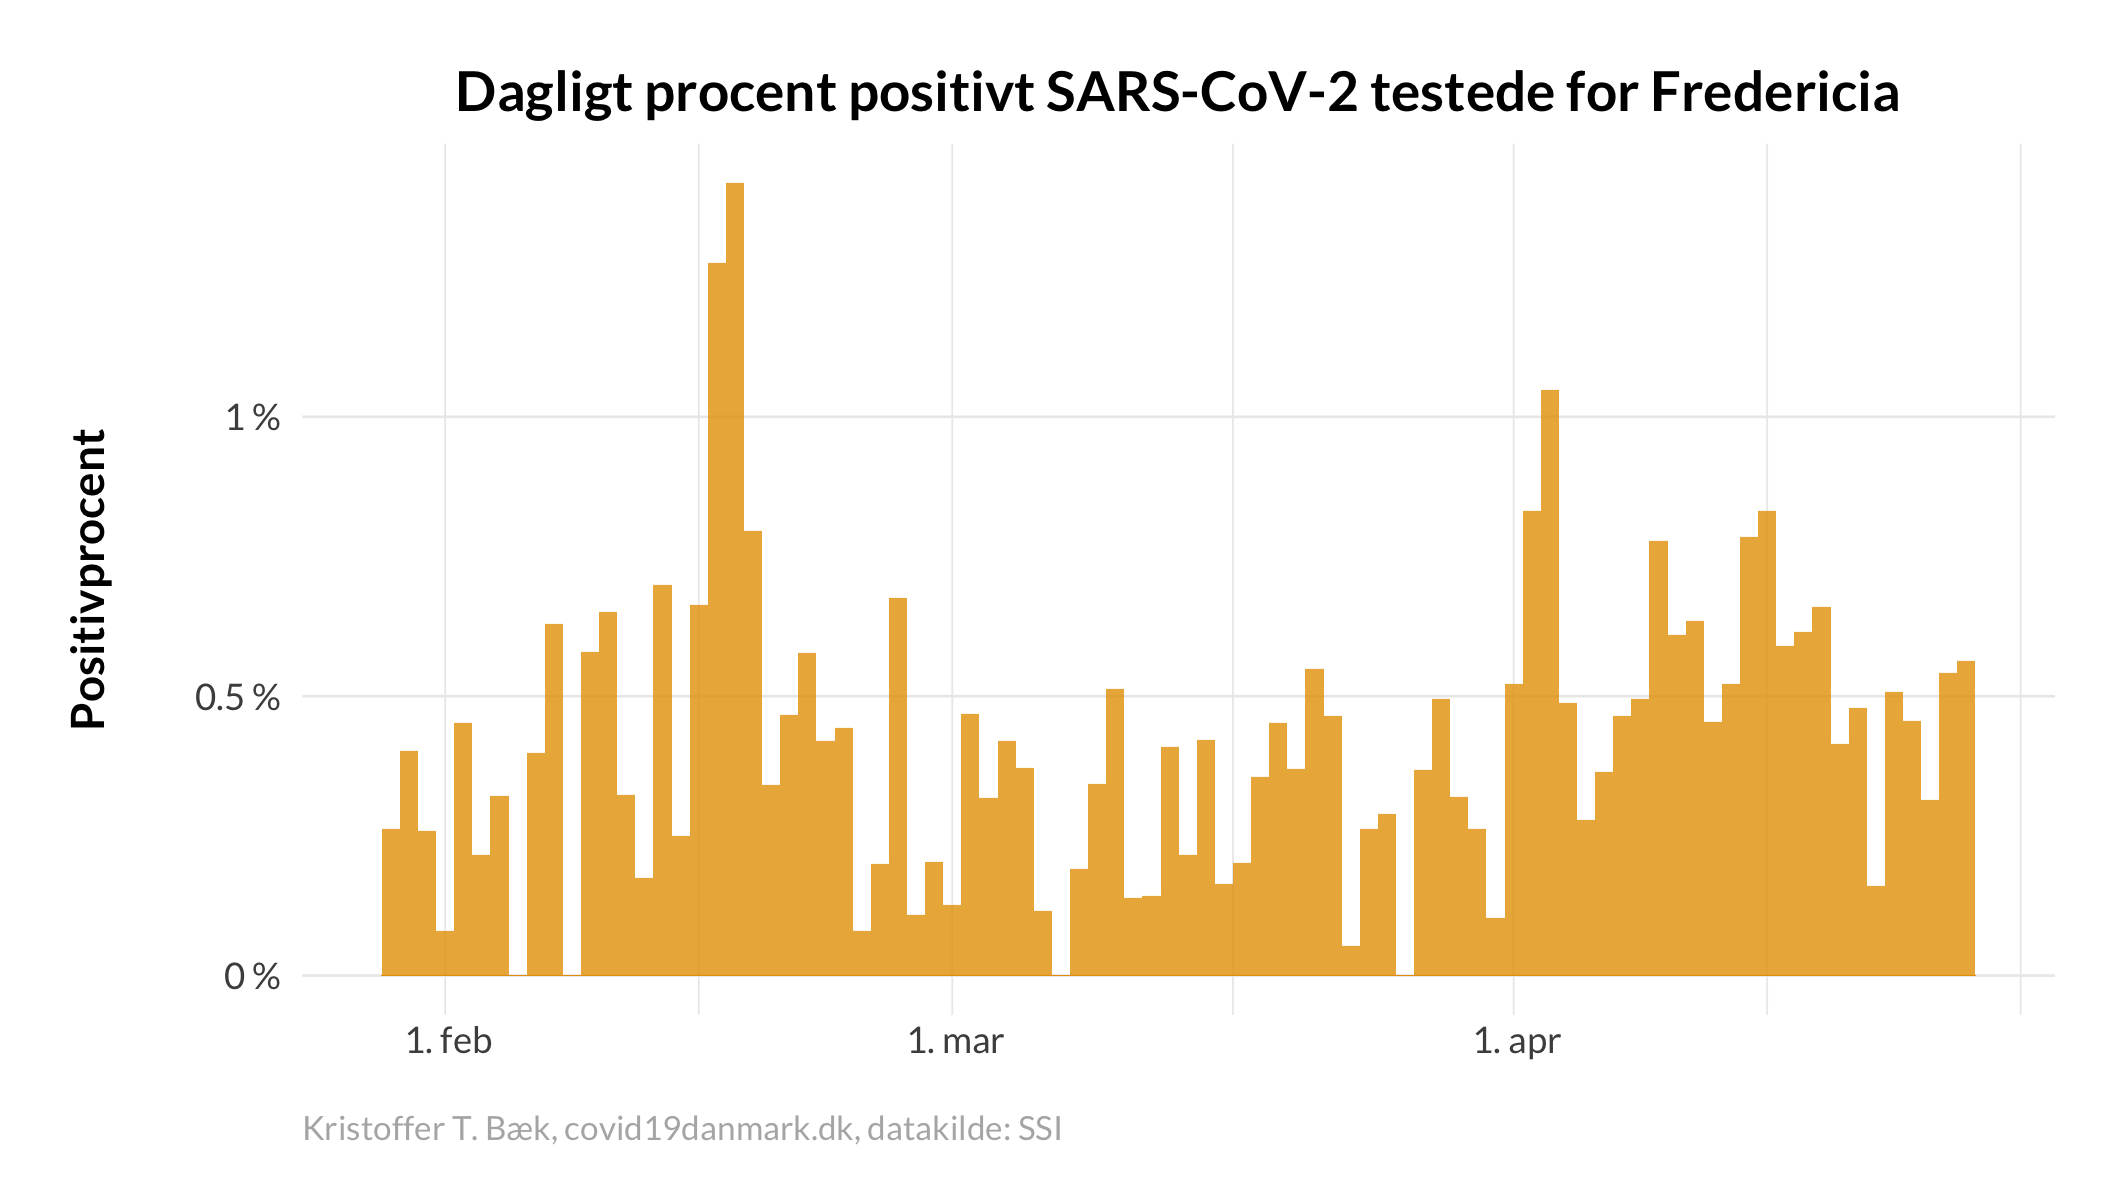 Dagligt procent positivt SARS-CoV-2 testede for Fredericia
Positivprocent
1 %
0.5 %
0 %
1. feb
1. mar
1. apr
Kristoffer T. Bæk, covid19danmark.dk, datakilde: SSI